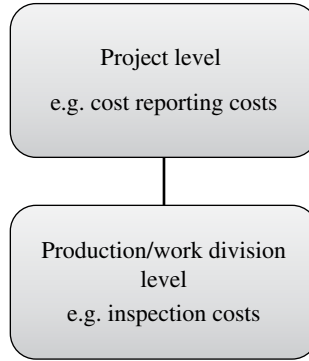 Project level
e.g. cost reporting costs
Production/work division
level
e.g. inspection costs